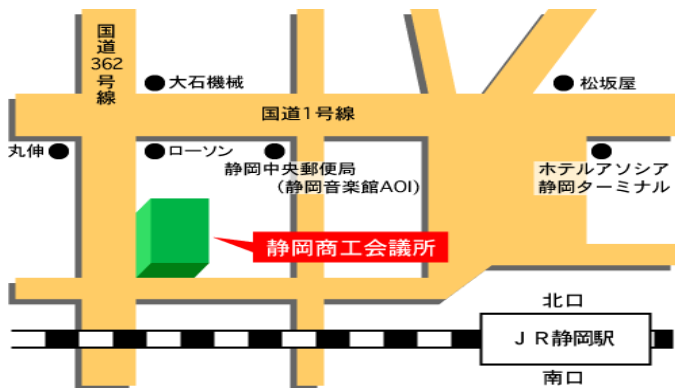 国道362号線
大石機械
松坂屋
国道1号線
丸伸
ローソン
静岡中央郵便局
(静岡音楽館AOI)
ホテルアソシア
静岡ターミナル
静岡商工会議所
北口
JR静岡駅
南口